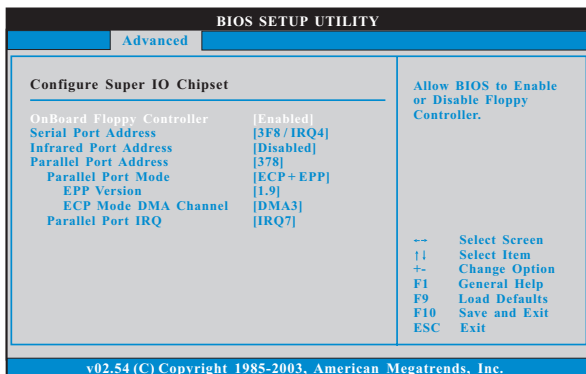 BIOS SETUP UTILITY
Advanced
Configure Super IO Chipset
OnBoard Floppy Controller [Enabled]
Serial Port Address [3F8 / IRQ4]
Infrared Port Address [Disabled]
Parallel Port Address [378]
Parallel Port Mode [ECP + EPP]
EPP Version [1.9]
ECP Mode DMA Channel [DMA3]
Parallel Port IRQ [IRQ7]
Allow BIOS to Enable
or Disable Floppy
Controller.
←→ Select Screen
↑↓ Select Item
+- Change Option
F1 General Help
F9 Load Defaults
F10 Save and Exit
ESC Exit
v02.54 (C) Copyright 1985-2003, American Megatrends, Inc.